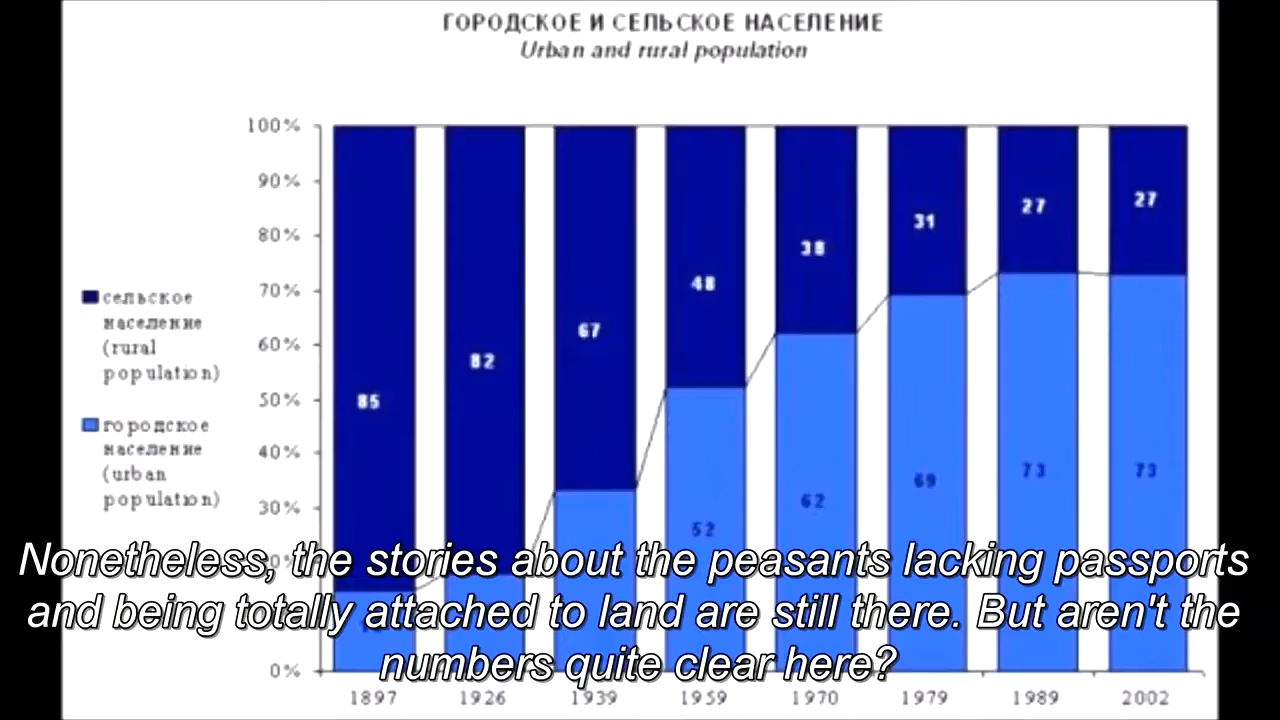 ГОРОДСКОЕ И СЕЛЬСКОЕ НАСЕЛЕНИЕ
Urban and rural population
100%
90%
80%
70%
60%
50%
40%
30%
0%
85
82
67
48
38
31
27
27
52
62
69
73
73
сельское
население
(rural
population)
городское
население
(urban
population)
Nonetheless, the stories about the peasants lacking passports
and being totally attached to land are still there. But aren't the
numbers quite clear here?
1897
1926
1939
1959
1970
1979
1989
2002